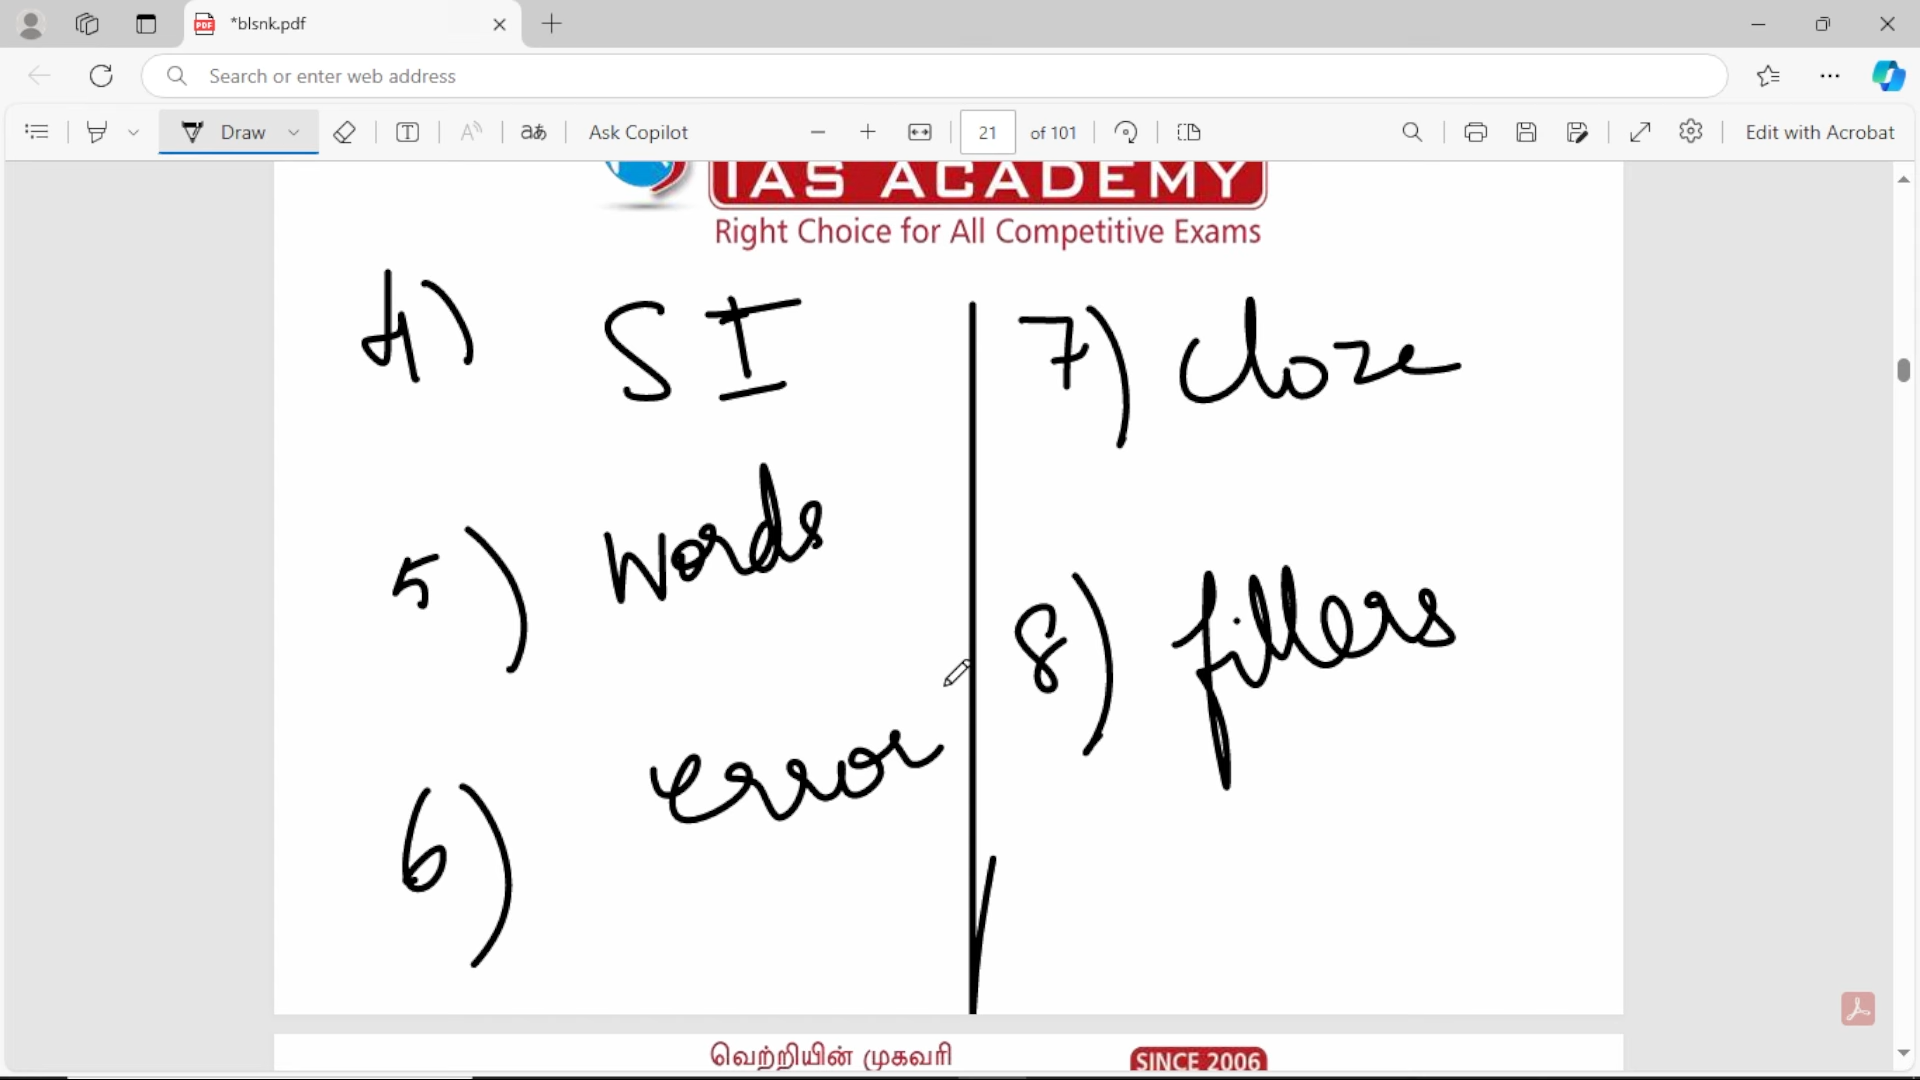 *blsnk.pdf
Search or enter web address
Draw
Ask Copilot
21 of 101
Edit with Acrobat
IAS ACADEMY
Right Choice for All Competitive Exams
4) SI
5) Words
6) error
7) cloze
8) fillers
வெற்றியின் முகவரி
SINCE 2006